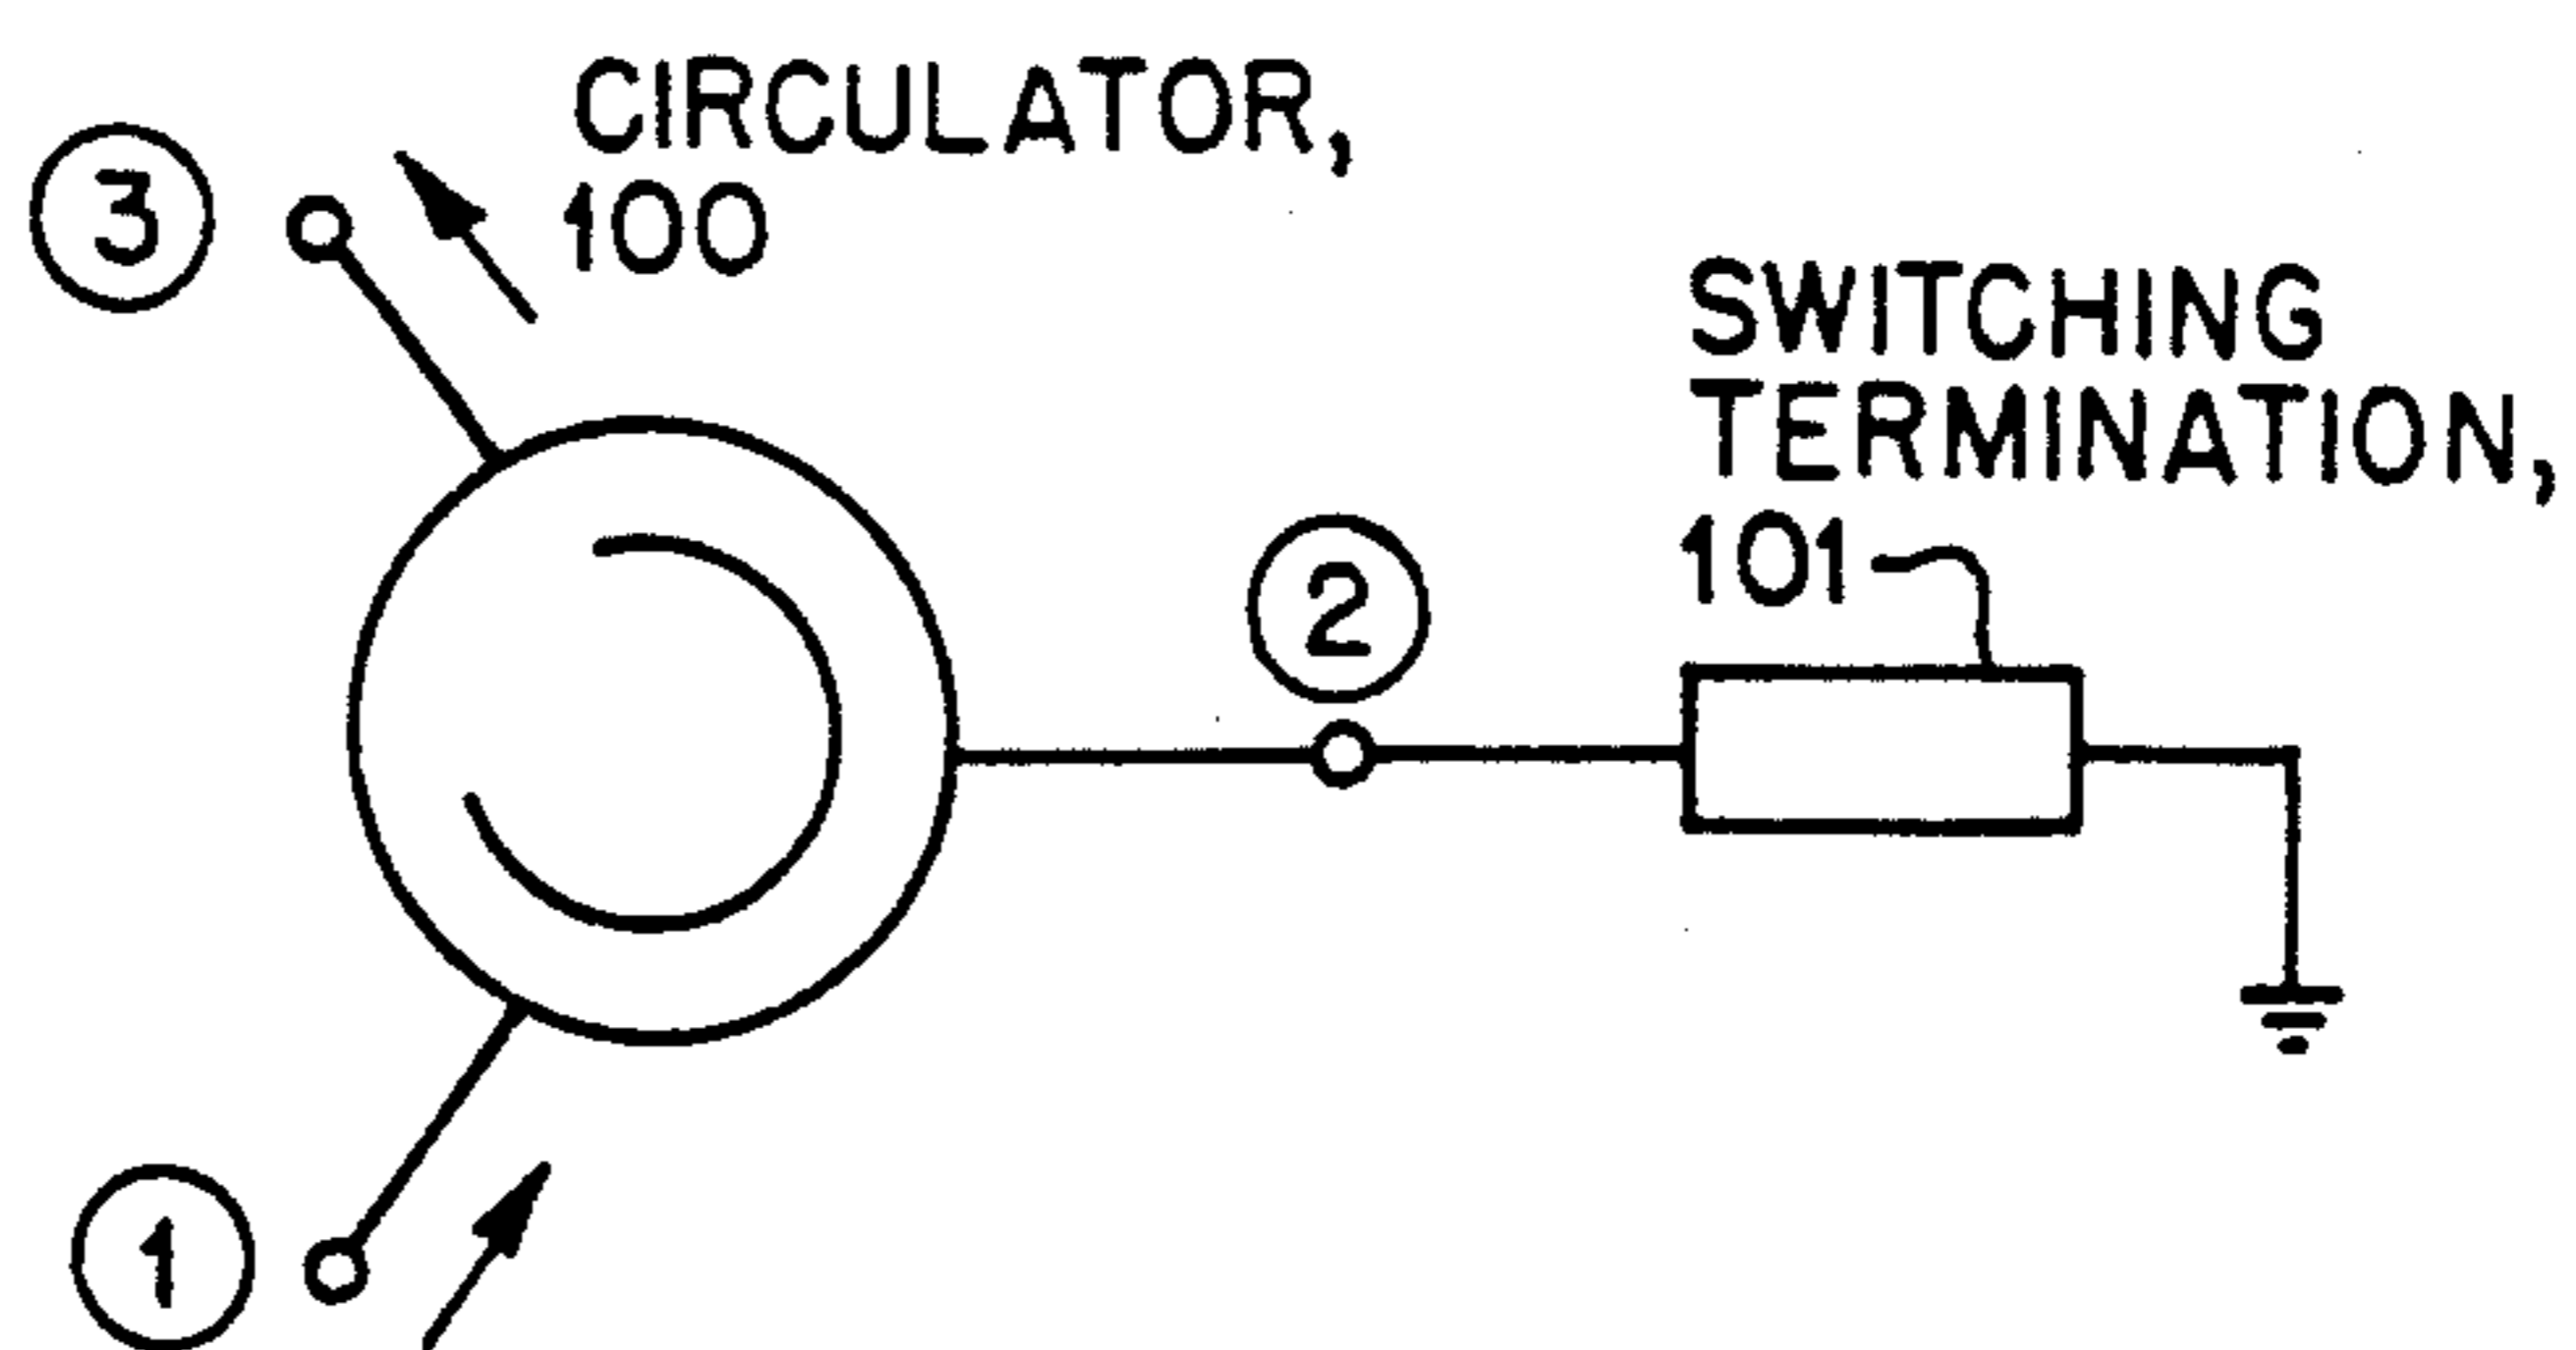 CIRCULATOR,
100
3
SWITCHING
TERMINATION,
101
2
1